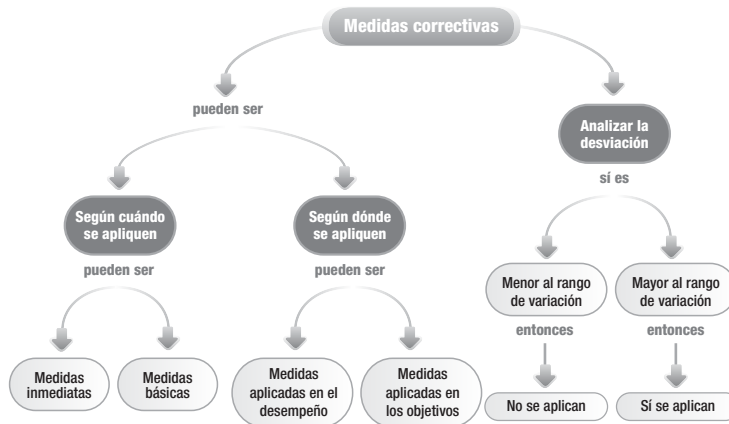 Medidas correctivas
pueden ser
Analizar la
desviación
sí es
Según cuándo
se apliquen
Según dónde
se apliquen
pueden ser
pueden ser
Menor al rango
de variación
Mayor al rango
de variación
entonces
entonces
Medidas
inmediatas
Medidas
básicas
Medidas
aplicadas en el
desempeño
Medidas
aplicadas en
los objetivos
No se aplican
Sí se aplican